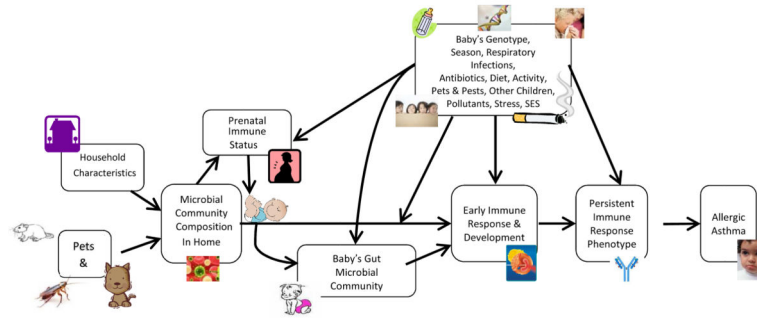 Baby's Genotype,
Season, Respiratory
Infections,
Antibiotics, Diet, Activity,
Pets & Pests, Other Children,
Pollutants, Stress, SES
Prenatal
Immune
Status
Household
Characteristics
Microbial
Community
Composition
In Home
Pets
&
Baby's Gut
Microbial
Community
Early Immune
Response &
Development
Persistent
Immune
Response
Phenotype
Allergic
Asthma